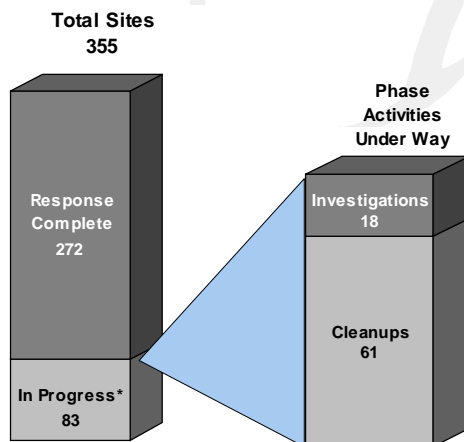 Total Sites
355
Phase
Activities
Under Way
Response
Complete
272
Investigations
18
Cleanups
61
In Progress*
83